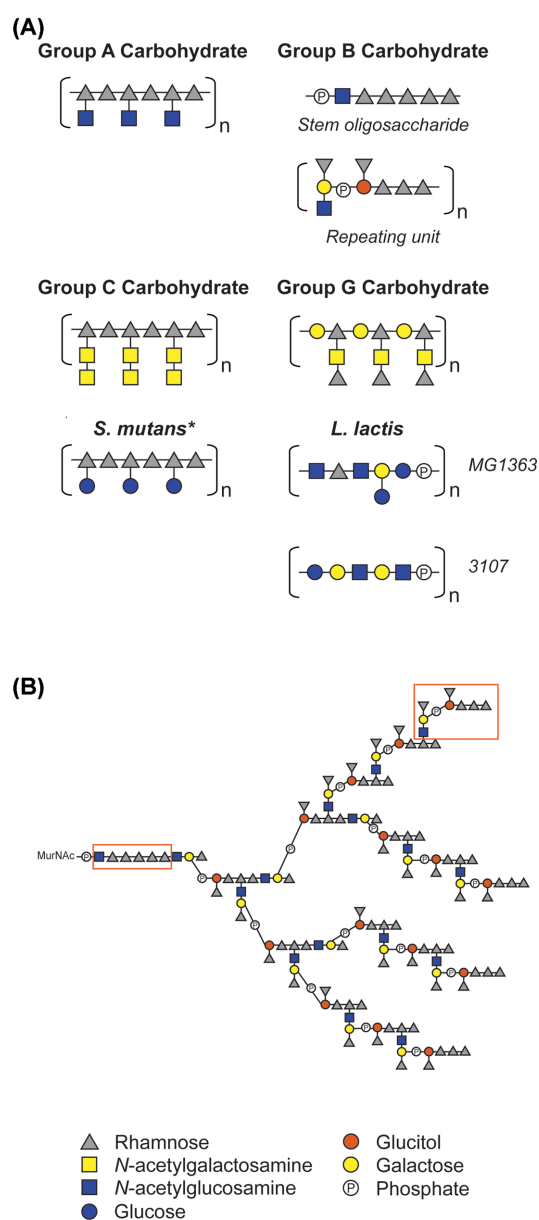 (A)
Group A Carbohydrate
Group B Carbohydrate
n
P
Stem oligosaccharide
P
n
Repeating unit
Group C Carbohydrate
Group G Carbohydrate
n
n
S. mutans*
L. lactis
n
P
n
MG1363
P
n
3107
(B)
P
P
P
P
P
P
P
P
MurNAc
P
P
P
P
P
P
P
P
P
P
P
Rhamnose
Glucitol
N-acetylgalactosamine
Galactose
N-acetylglucosamine
P
Phosphate
Glucose